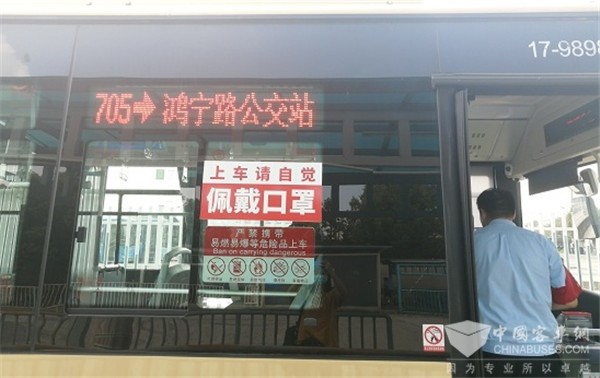 17-9898
705→鸿宁路公交站
上车请自觉
佩戴口罩
严禁携带
易燃易爆等危险品上车
Ban on carrying dangerous
中国客车网
CHINABUSES.COM
因为专业所以卓越